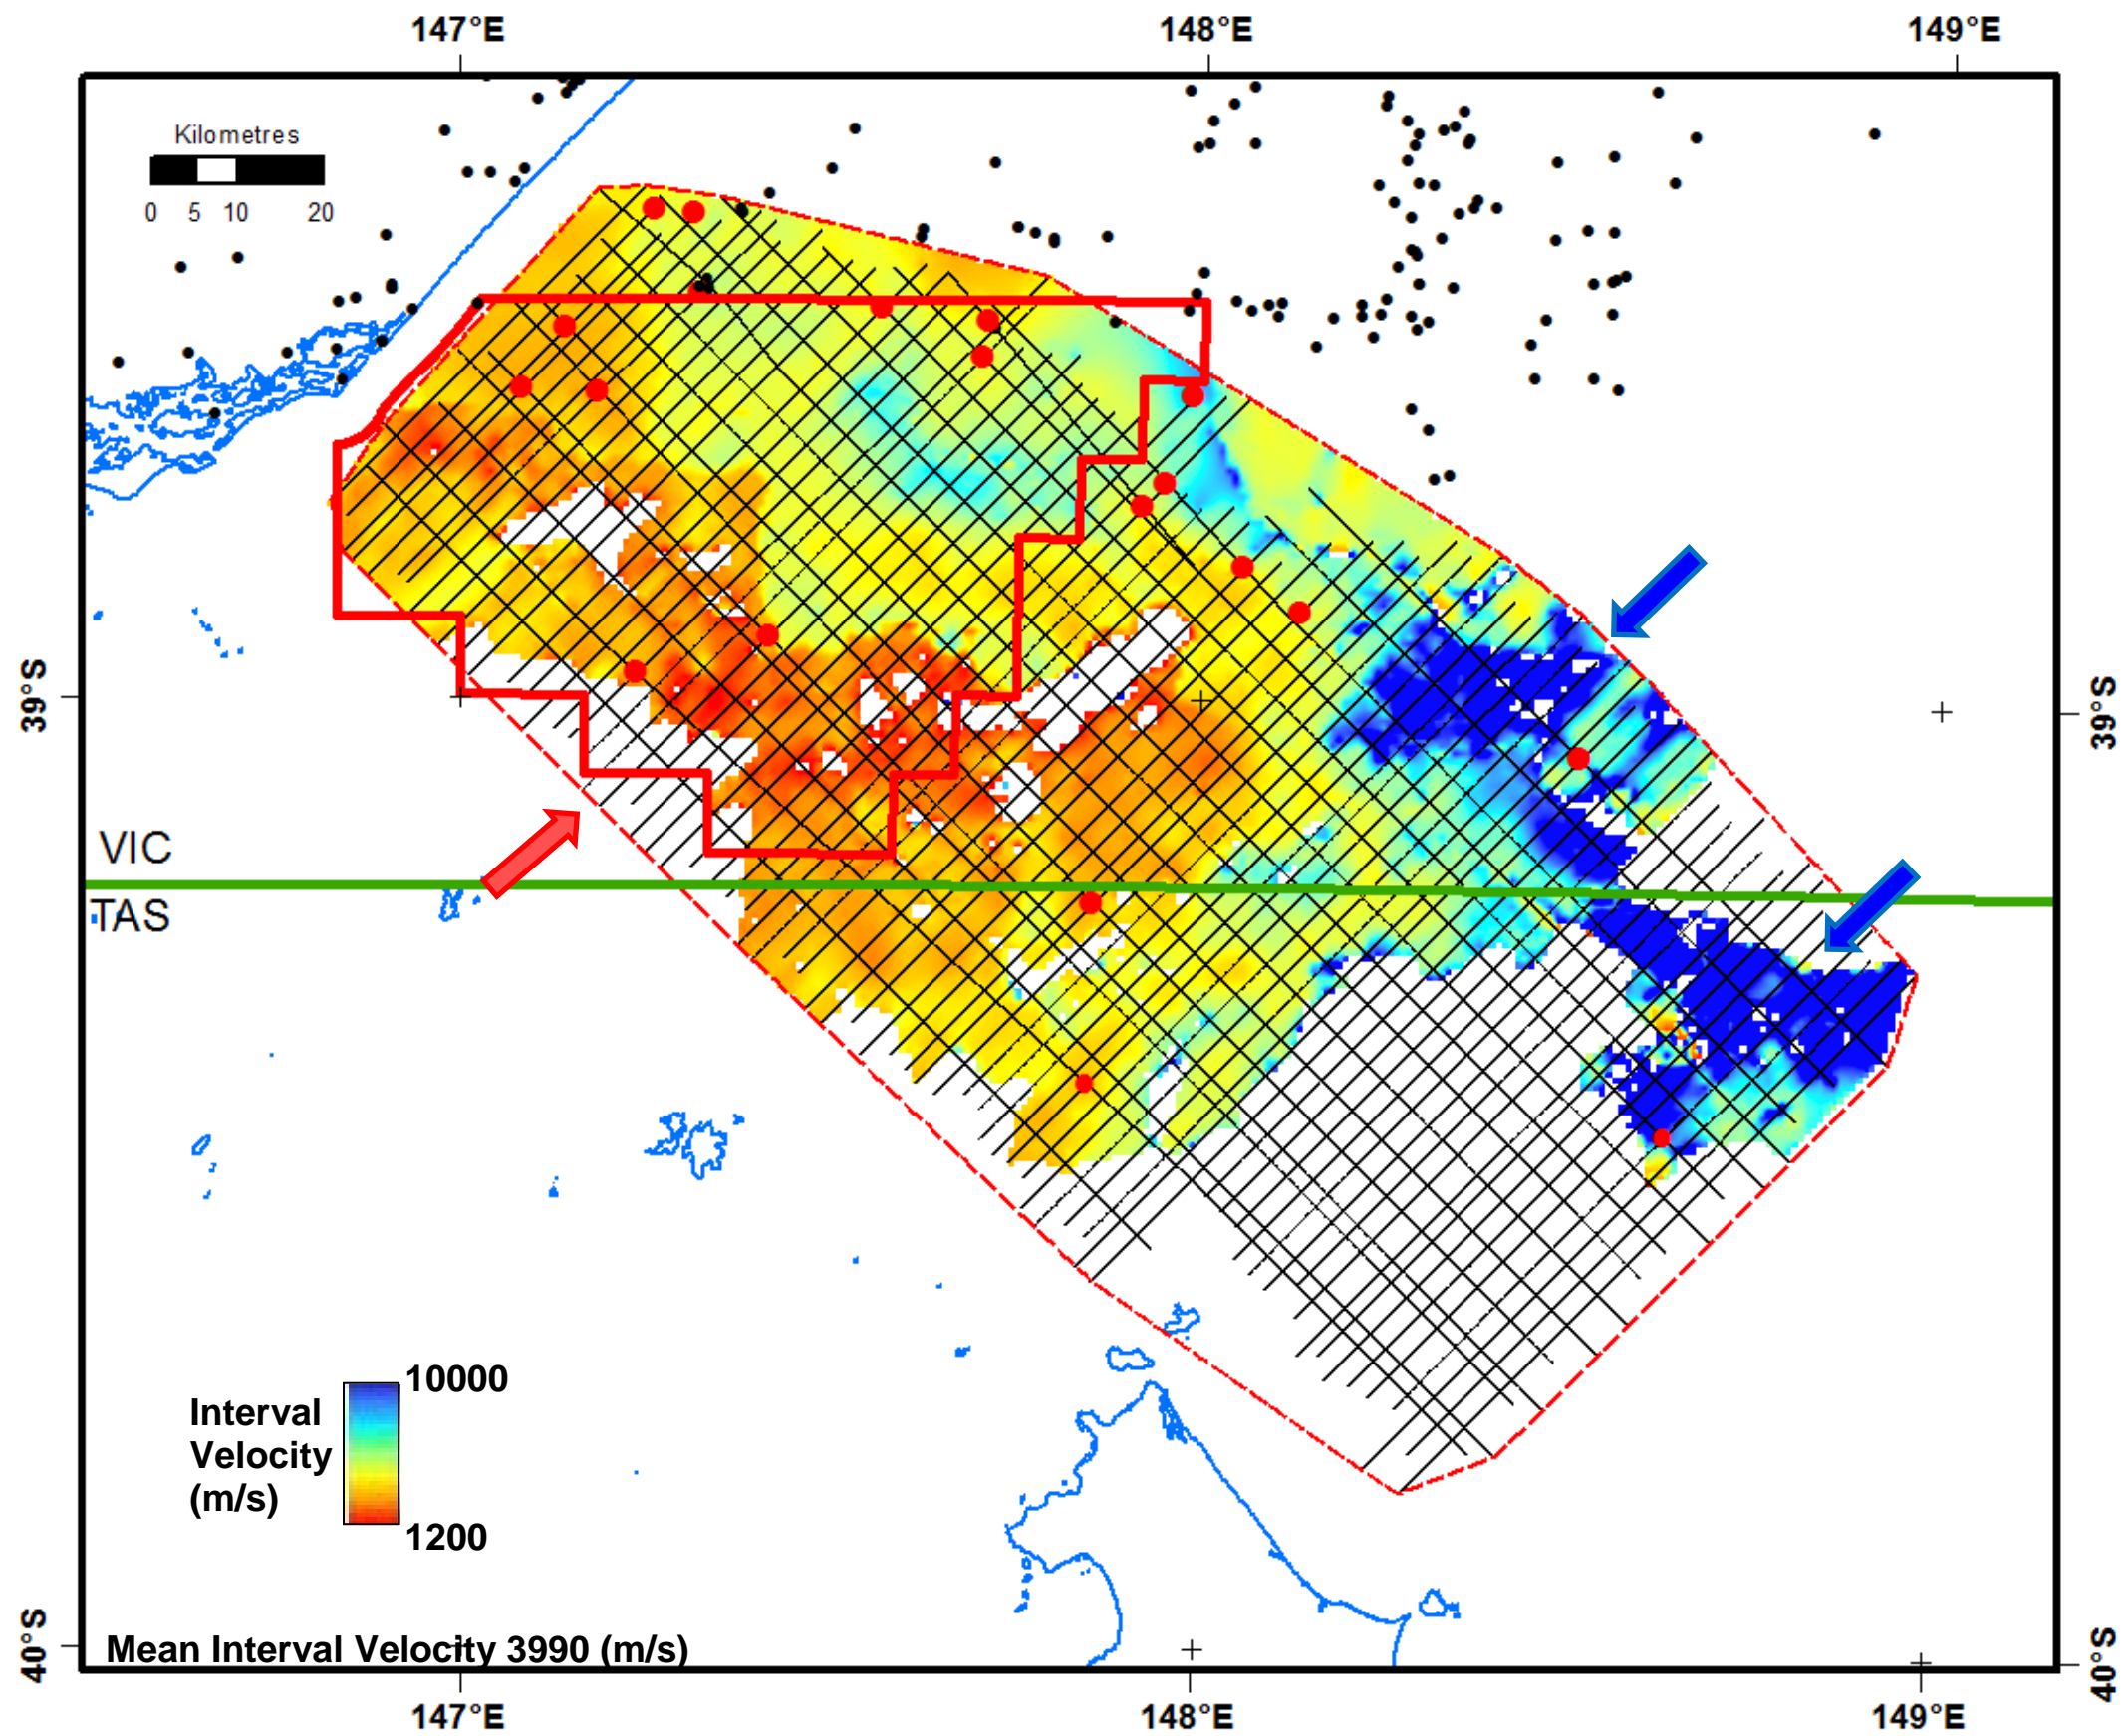 147°E 148°E 149°E
Kilometres
0 5 10 20
39°S
39°S
VIC
TAS
10000
Interval
Velocity
(m/s)
1200
40°S
Mean Interval Velocity 3990 (m/s)
40°S
147°E 148°E 149°E